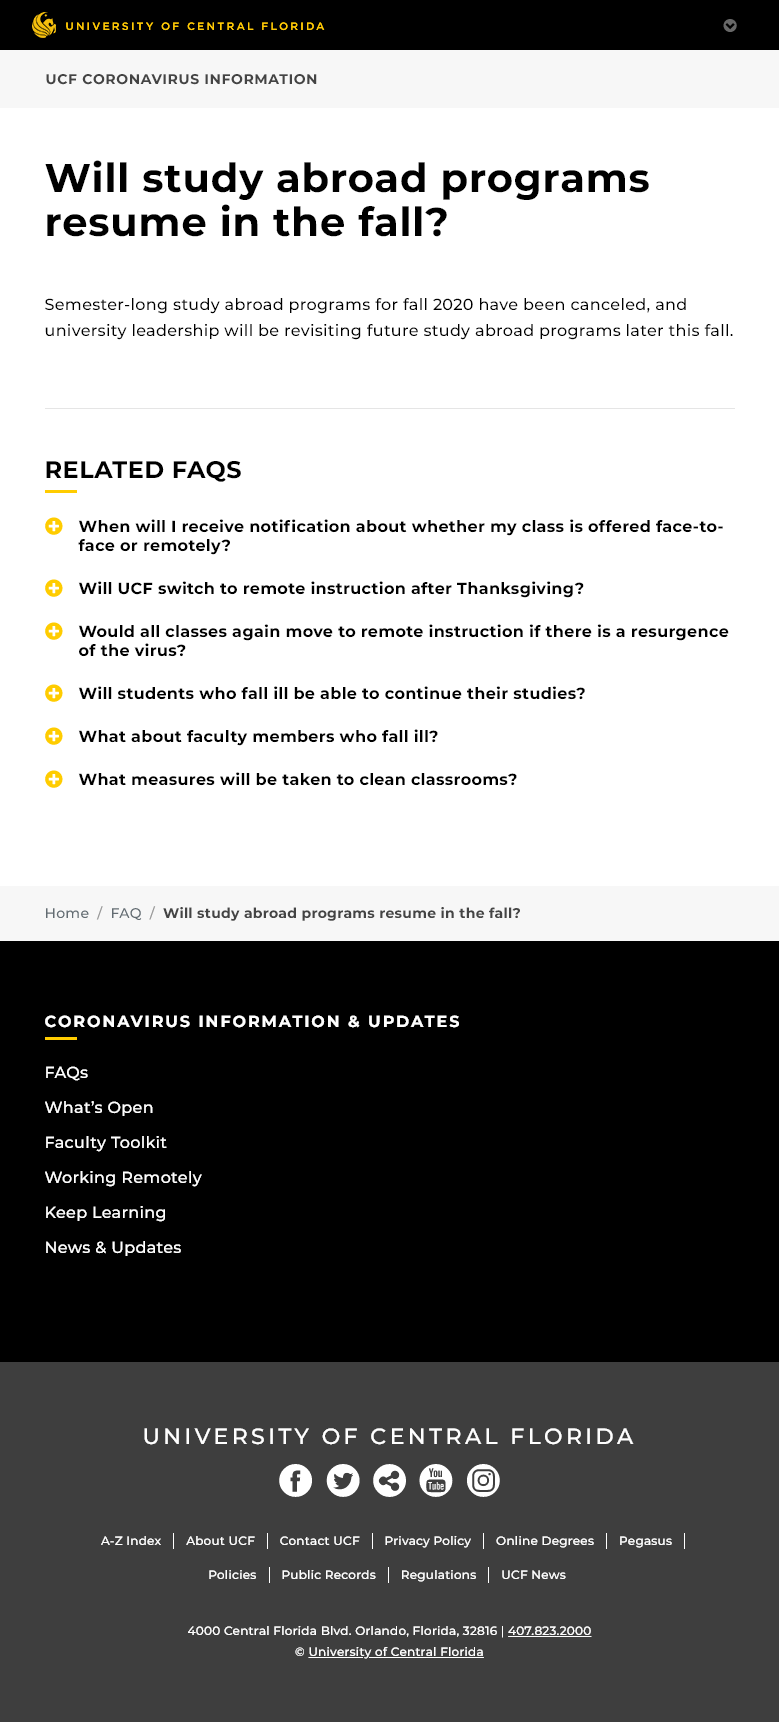 UNIVERSITY OF CENTRAL FLORIDA
UCF CORONAVIRUS INFORMATION
Will study abroad programs
resume in the fall?
Semester-long study abroad programs for fall 2020 have been canceled, and
university leadership will be revisiting future study abroad programs later this fall.
RELATED FAQS
When will I receive notification about whether my class is offered face-to-
face or remotely?
Will UCF switch to remote instruction after Thanksgiving?
Would all classes again move to remote instruction if there is a resurgence
of the virus?
Will students who fall ill be able to continue their studies?
What about faculty members who fall ill?
What measures will be taken to clean classrooms?
Home / FAQ / Will study abroad programs resume in the fall?
CORONAVIRUS INFORMATION & UPDATES
FAQs
What's Open
Faculty Toolkit
Working Remotely
Keep Learning
News & Updates
UNIVERSITY OF CENTRAL FLORIDA
You
Tube
A-Z Index | About UCF | Contact UCF | Privacy Policy | Online Degrees | Pegasus |
Policies | Public Records | Regulations | UCF News
4000 Central Florida Blvd. Orlando, Florida, 32816 | 407.823.2000
© University of Central Florida